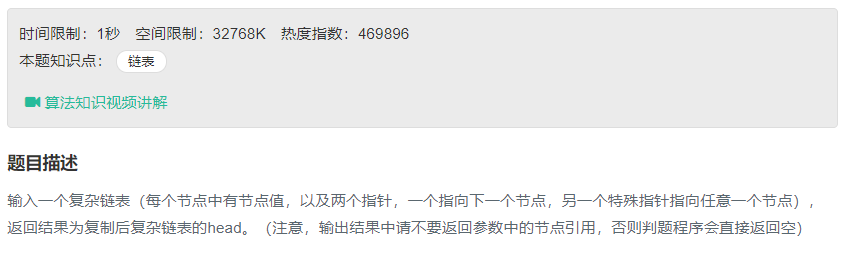 时间限制：1秒 空间限制：32768K 热度指数：469896
本题知识点： 链表
算法知识视频讲解
题目描述
输入一个复杂链表（每个节点中有节点值，以及两个指针，一个指向下一个节点，另一个特殊指针指向任意一个节点），
返回结果为复制后复杂链表的head。（注意，输出结果中请不要返回参数中的节点引用，否则判题程序会直接返回空）